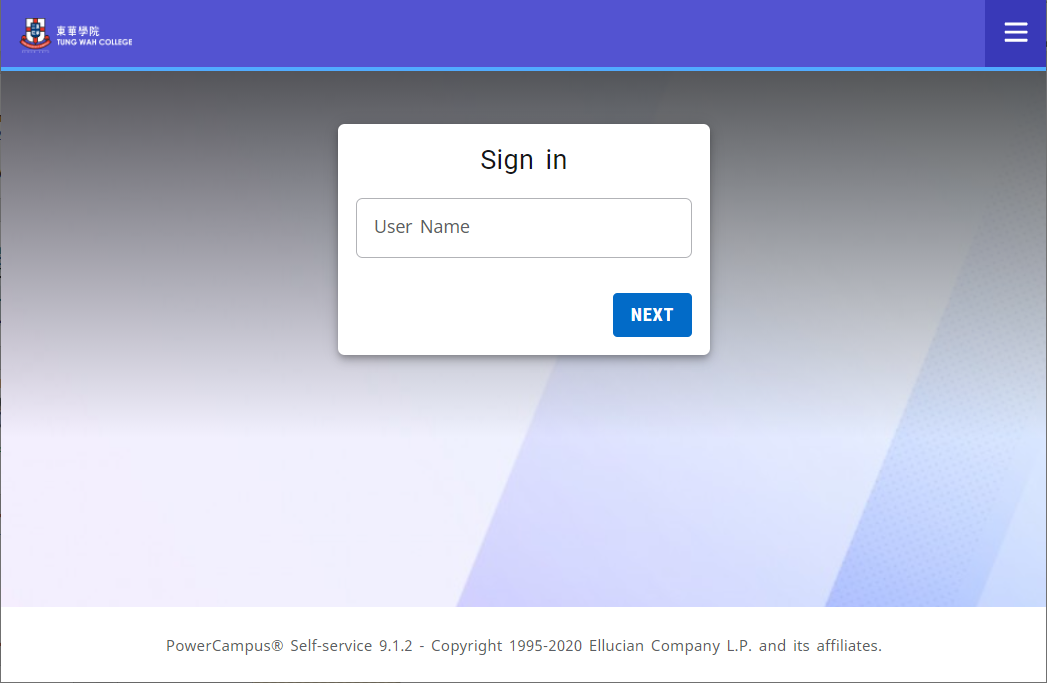 東華學院
TUNG WAH COLLEGE
Sign in
User Name
NEXT
PowerCampus® Self-service 9.1.2 - Copyright 1995-2020 Ellucian Company L.P. and its affiliates.